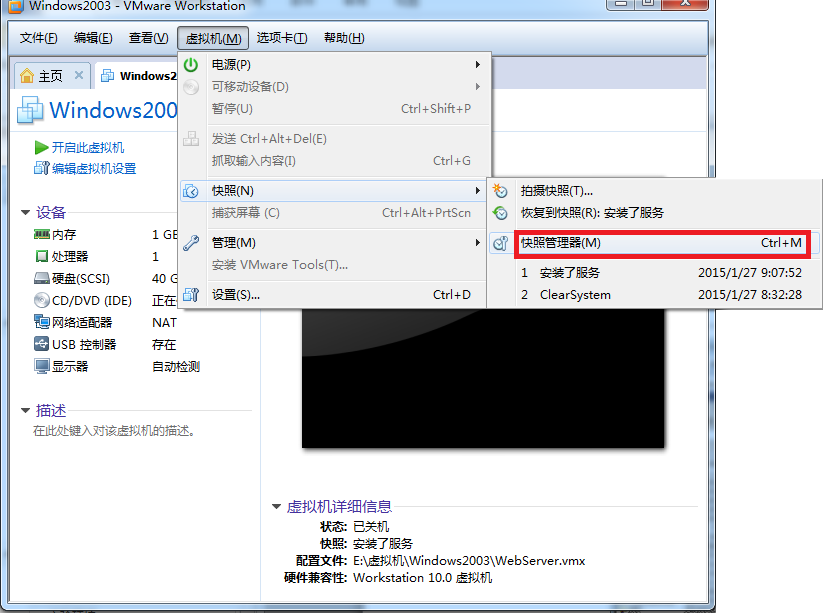 Windows2003 - VMware Workstation
文件(F) 编辑(E) 查看(V) 虚拟机(M) 选项卡(T) 帮助(H)
主页 Windows2
Windows200
开启此虚拟机
编辑虚拟机设置
设备
内存 1 GB
处理器 1
硬盘(SCSI) 40 G
CD/DVD (IDE) 正在
网络适配器 NAT
USB 控制器 存在
显示器 自动检测
描述
在此处键入对该虚拟机的描述。
电源(P)
可移动设备(D)
暂停(U) Ctrl+Shift+P
发送 Ctrl+Alt+Del(E)
抓取输入内容(I) Ctrl+G
快照(N)
捕获屏幕 (C) Ctrl+Alt+PrtScn
管理(M)
安装 VMware Tools(T)...
设置(S)... Ctrl+D
拍摄快照(T)...
恢复到快照(R): 安装了服务
快照管理器(M) Ctrl+M
1 安装了服务 2015/1/27 9:07:52
2 ClearSystem 2015/1/27 8:32:28
虚拟机详细信息
状态: 已关机
快照: 安装了服务
配置文件: E:\虚拟机\Windows2003\WebServer.vmx
硬件兼容性: Workstation 10.0 虚拟机